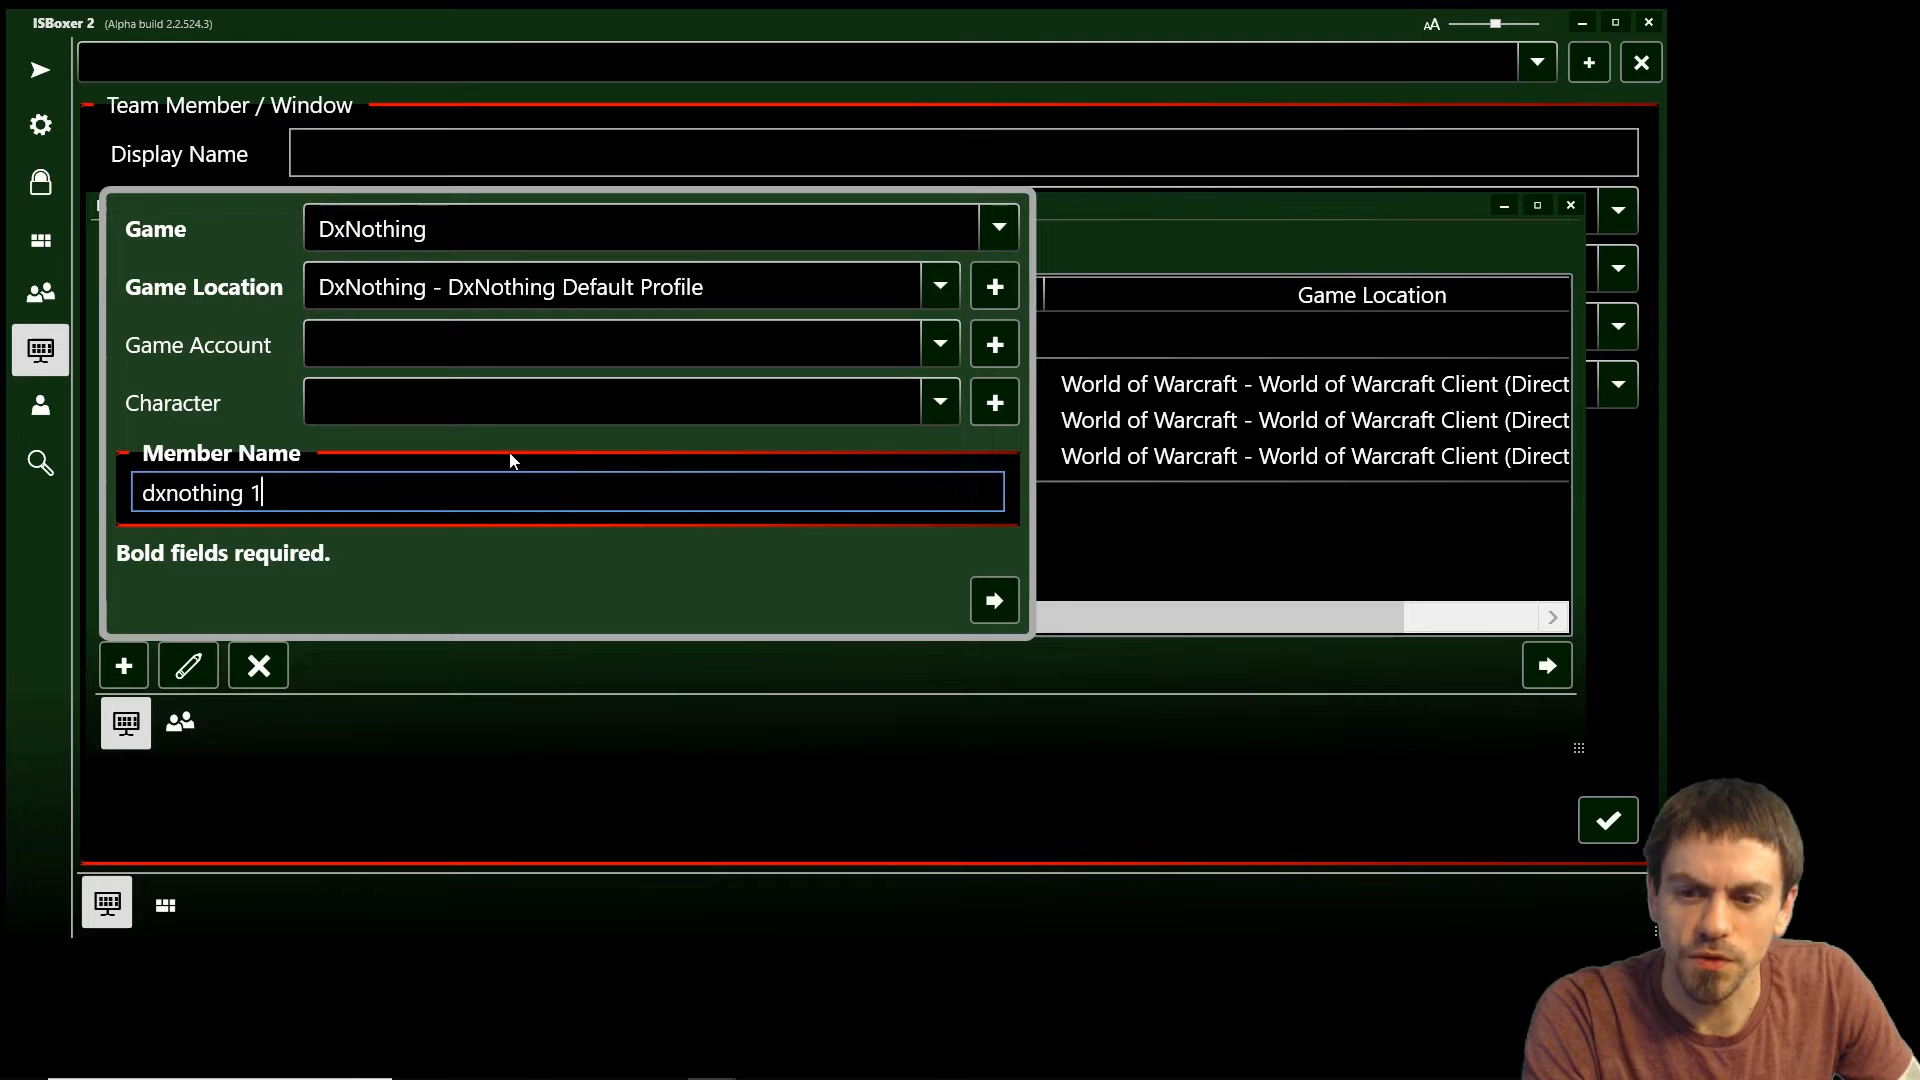 ISBoxer 2 (Alpha build 2.2.524.3)
AA
Team Member / Window
Display Name
Game
DxNothing
Game Location
DxNothing - DxNothing Default Profile
Game Account
Character
Member Name
dxnothing 1
Bold fields required.
Game Location
World of Warcraft - World of Warcraft Client (Direct
World of Warcraft - World of Warcraft Client (Direct
World of Warcraft - World of Warcraft Client (Direct